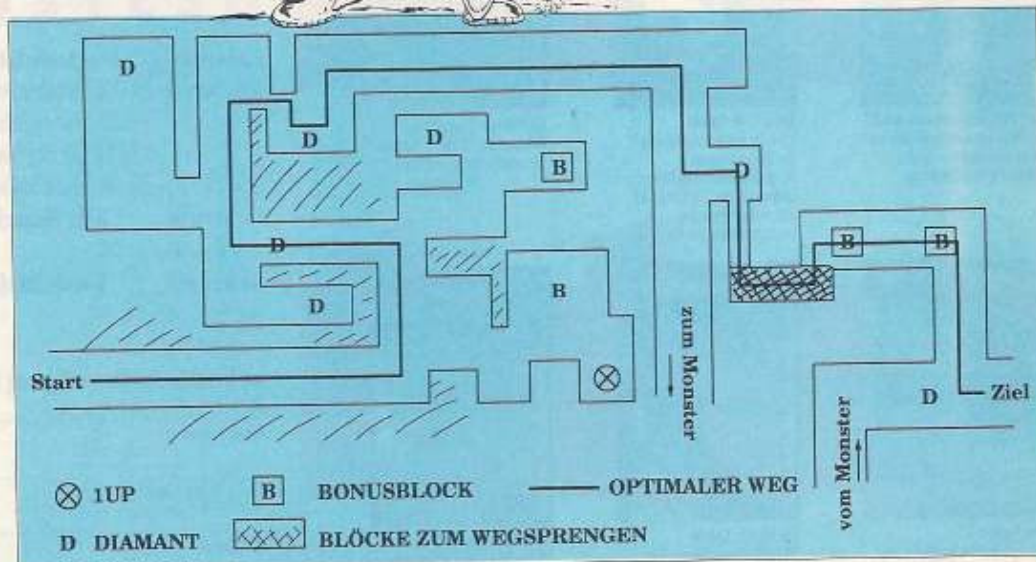 D
D
D
B
D
D
B
B
D
B
zum Monster
Start
D
Ziel
vom Monster
1UP
B BONUSBLOCK
OPTIMALER WEG
D DIAMANT
BLÖCKE ZUM WEGSPRENGEN